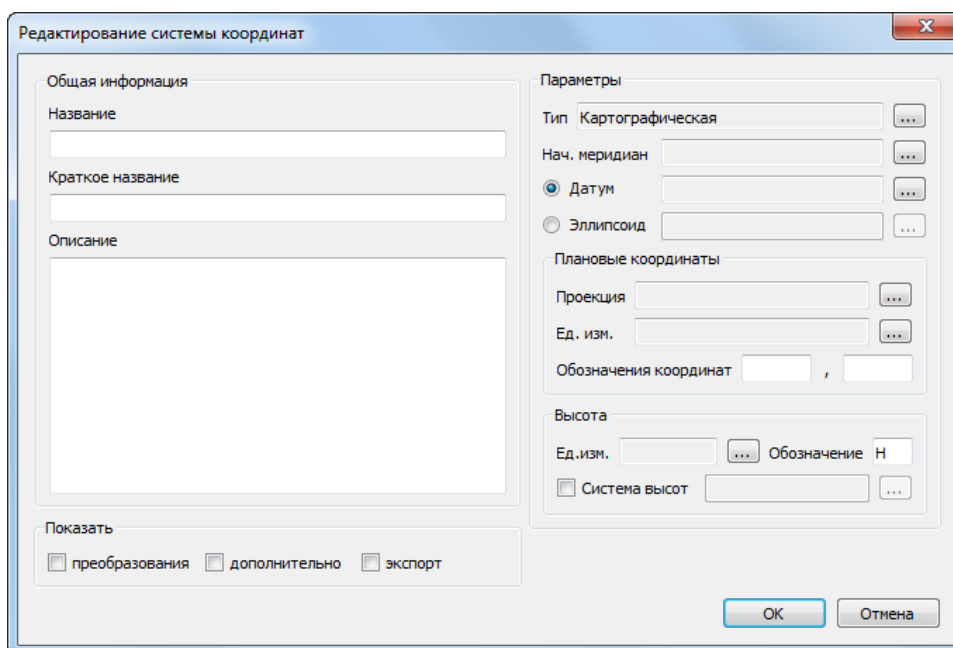 Редактирование системы координат
Общая информация
Название
Краткое название
Описание
Показать
преобразования дополнительно экспорт
Параметры
Тип Картографическая ...
Нач. меридиан ...
Датум ...
Эллипсоид ...
Плановые координаты
Проекция ...
Ед. изм. ...
Обозначения координат ,
Высота
Ед.изм. ... Обозначение H
Система высот ...
OK Отмена